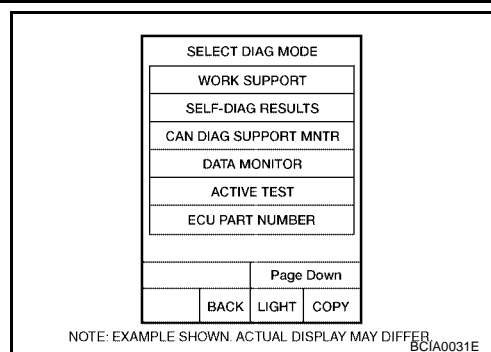 SELECT DIAG MODE
WORK SUPPORT
SELF-DIAG RESULTS
CAN DIAG SUPPORT MNTR
DATA MONITOR
ACTIVE TEST
ECU PART NUMBER
Page Down
BACK LIGHT COPY
NOTE: EXAMPLE SHOWN. ACTUAL DISPLAY MAY DIFFER.
BCIA0031E